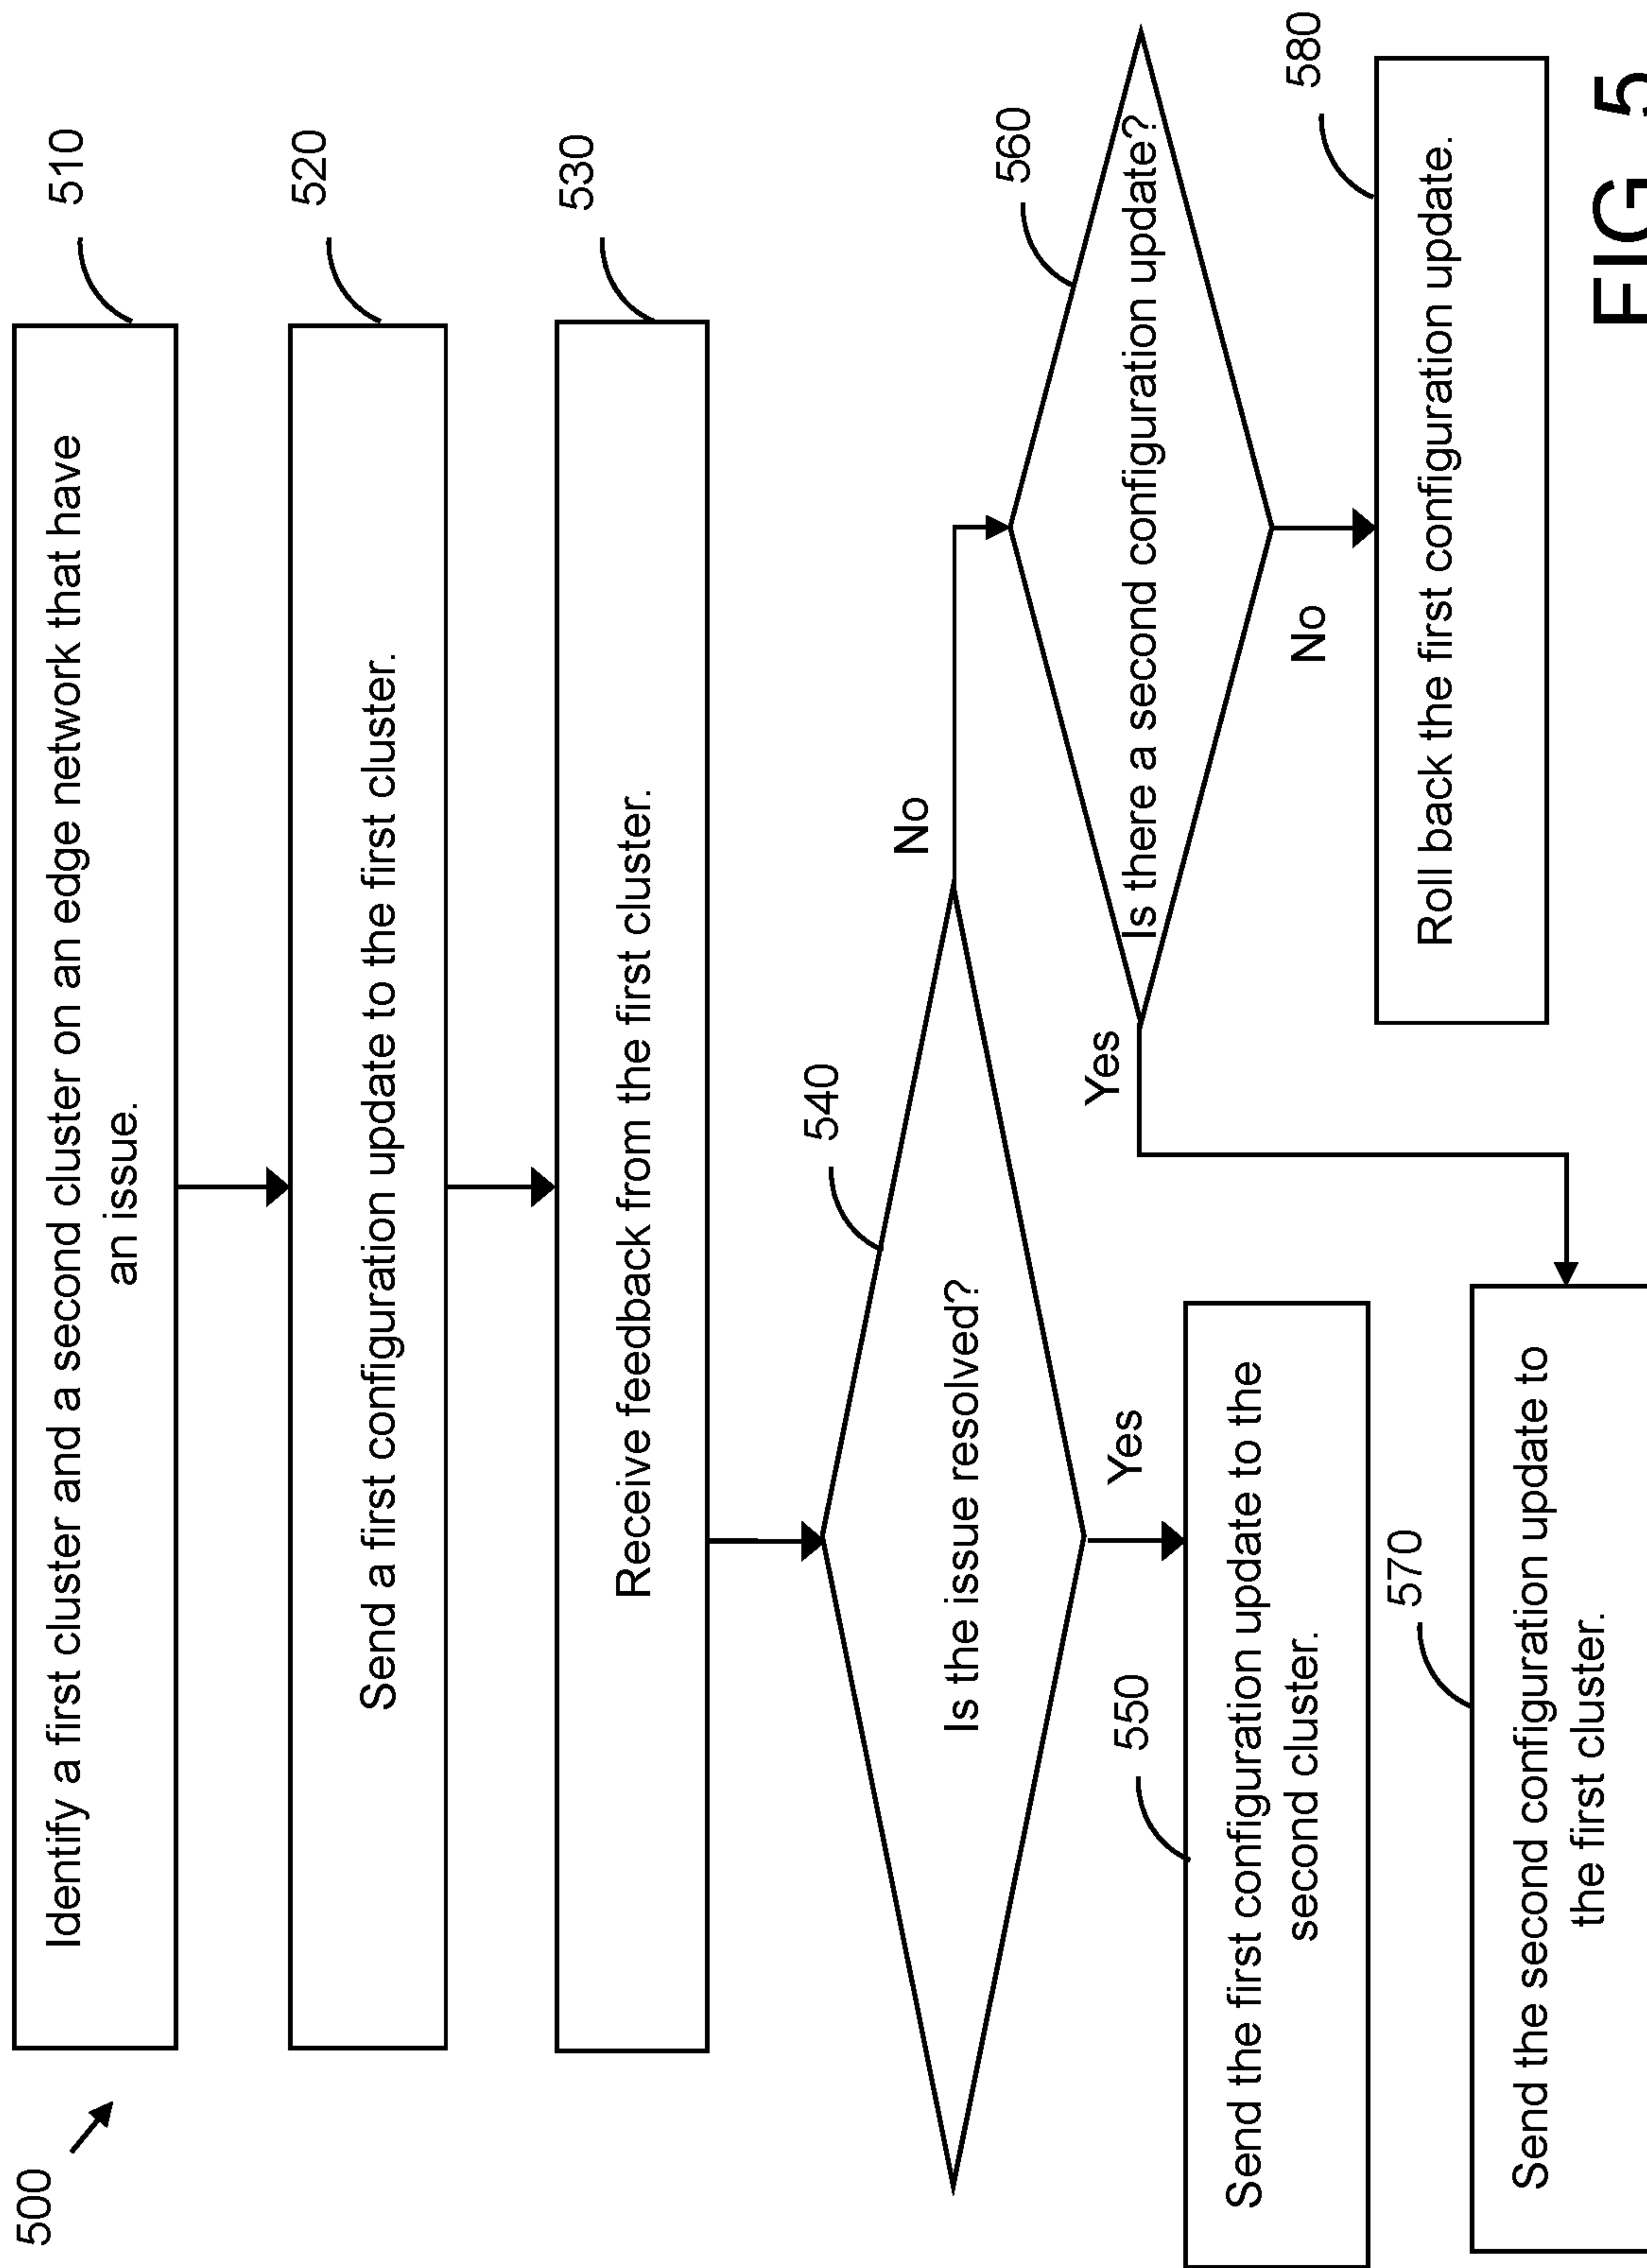 500
510
Identify a first cluster and a second cluster on an edge network that have
an issue.
520
Send a first configuration update to the first cluster.
530
Receive feedback from the first cluster.
540
Is the issue resolved?
No
Yes
550
Send the first configuration update to the
second cluster.
560
Is there a second configuration update?
Yes
No
570
Send the second configuration update to
the first cluster.
580
Roll back the first configuration update.
FIG 5